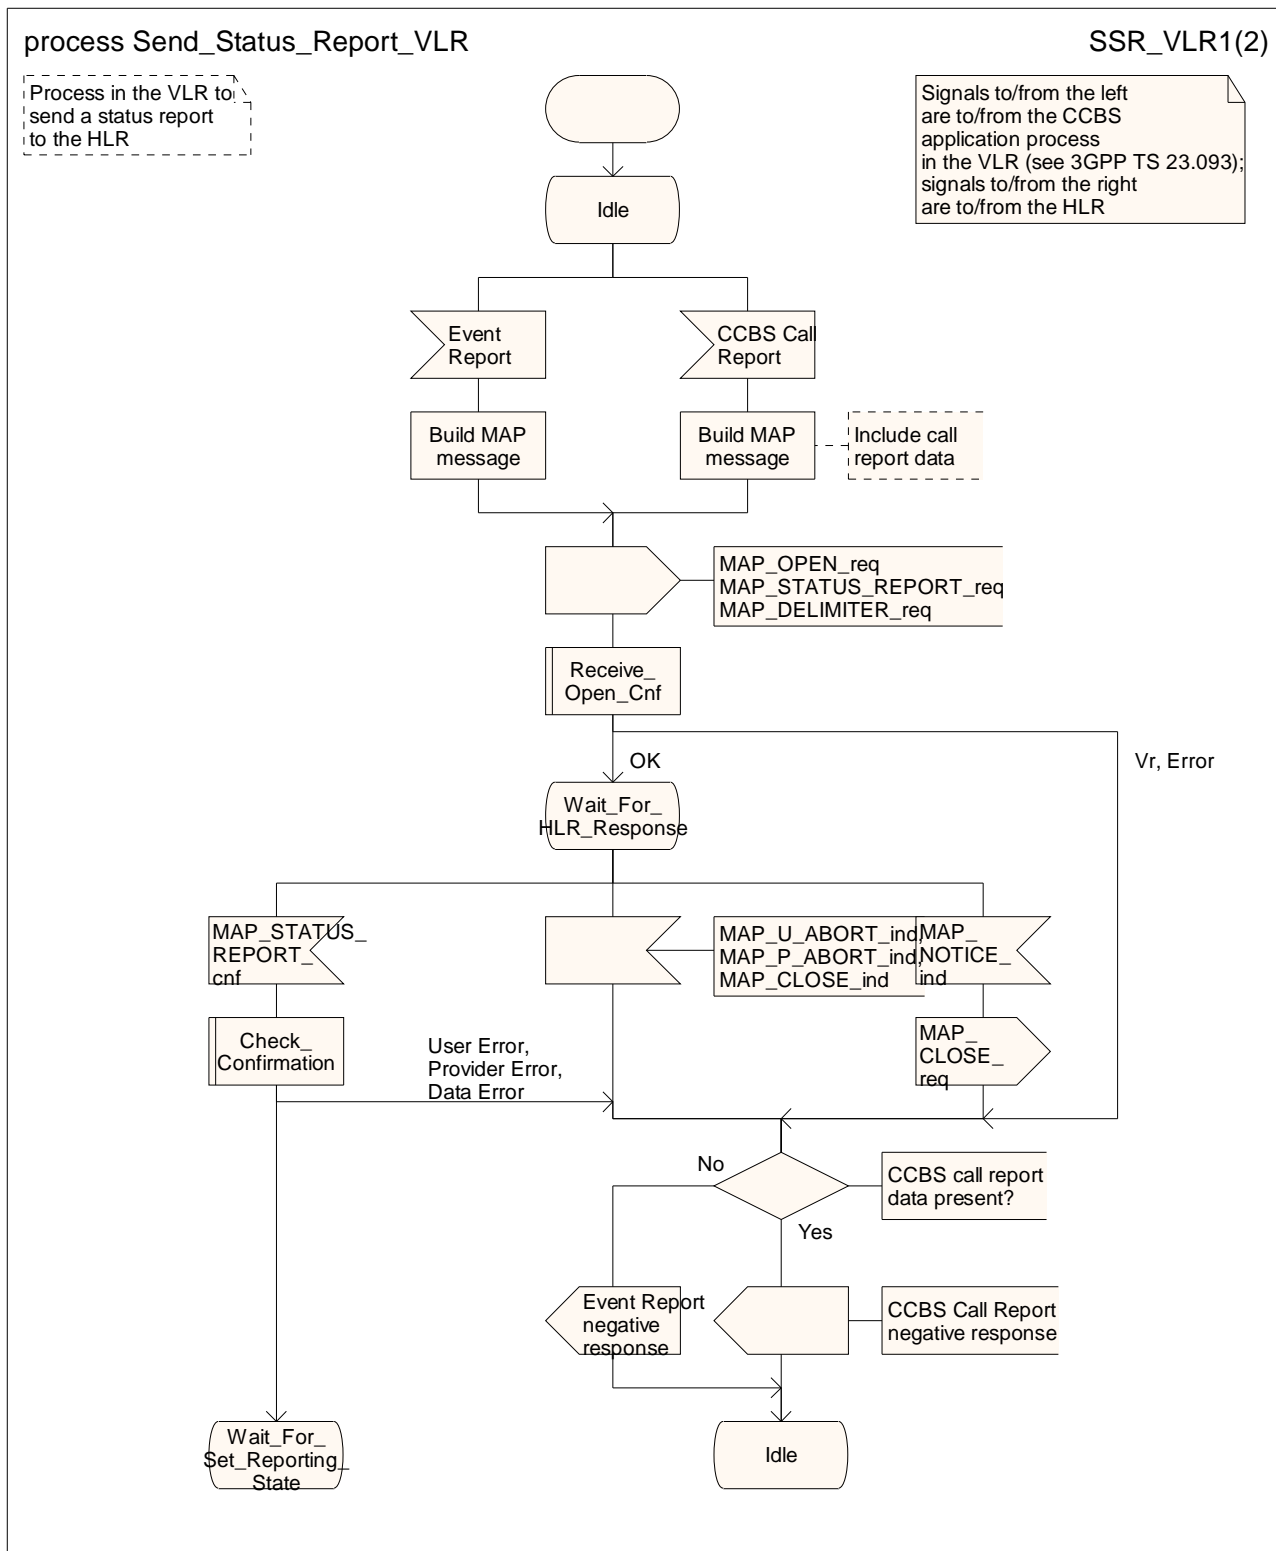 process Send_Status_Report_VLR
SSR_VLR1(2)
Process in the VLR to
send a status report
to the HLR
Signals to/from the left
are to/from the CCBS
application process
in the VLR (see 3GPP TS 23.093);
signals to/from the right
are to/from the HLR
Idle
Event
Report
CCBS Call
Report
Build MAP
message
Build MAP
message
Include call
report data
MAP_OPEN_req
MAP_STATUS_REPORT_req
MAP_DELIMITER_req
Receive_
Open_Cnf
OK
Vr, Error
Wait_For_
HLR_Response
MAP_STATUS_
REPORT_
cnf
MAP_U_ABORT_ind,
MAP_P_ABORT_ind,
MAP_CLOSE_ind
MAP_
NOTICE_
ind
Check_
Confirmation
User Error,
Provider Error,
Data Error
MAP_
CLOSE_
req
No
CCBS call report
data present?
Yes
Event Report
negative
response
CCBS Call Report
negative response
Wait_For_
Set_Reporting_
State
Idle